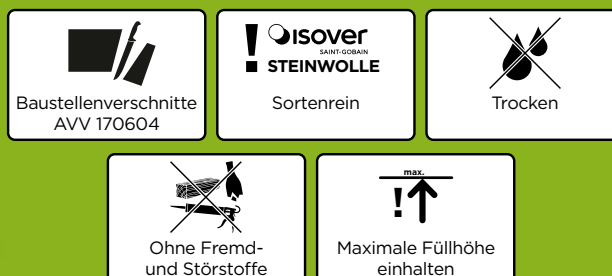 Baustellenverschnitte
AVV 170604
! isover
SAINT-GOBAIN
STEINWOLLE
Sortenrein
Trocken
Ohne Fremd-
und Störstoffe
max.
!
Maximale Füllhöhe
einhalten